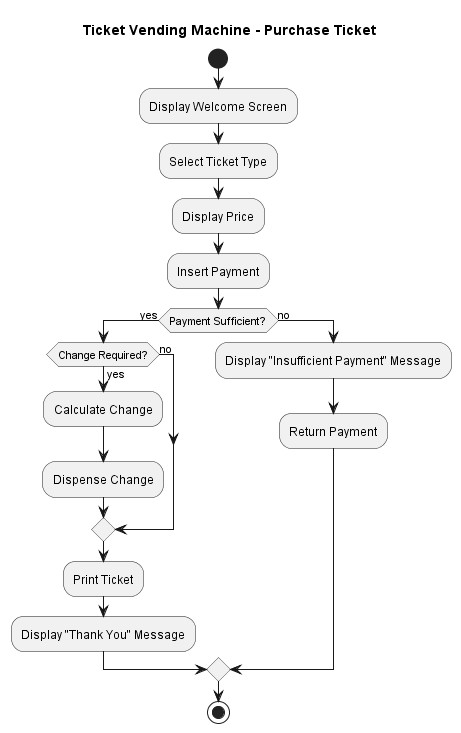 Ticket Vending Machine - Purchase Ticket
Display Welcome Screen
Select Ticket Type
Display Price
Insert Payment
yes
Payment Sufficient?
no
Change Required?
no
yes
Calculate Change
Dispense Change
Print Ticket
Display "Thank You" Message
Display "Insufficient Payment" Message
Return Payment